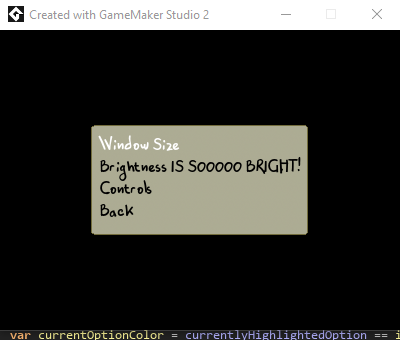 Created with GameMaker Studio 2
Window Size
Brightness IS SOOOOO BRIGHT!
Controls
Back
var currentOptionColor = currentlyHighlightedOption == i